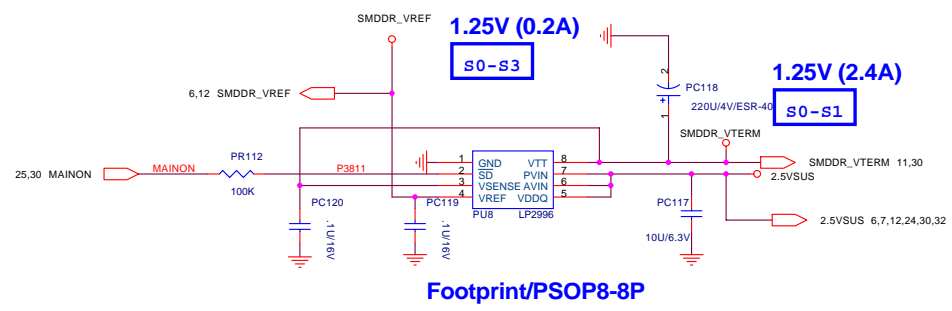 SMDDR_VREF
1.25V (0.2A)
S0-S3
6,12 SMDDR_VREF
2
PC118
+
220U/4V/ESR-40
1
1.25V (2.4A)
S0-S1
SMDDR_VTERM
25,30 MAINON
MAINON
PR112
100K
P3811
1 GND VTT 8
2 SD PVIN 7
3 VSENSE AVIN 6
4 VREF VDDQ 5
PU8 LP2996
SMDDR_VTERM 11,30
2.5VSUS
PC120
.1U/16V
PC119
.1U/16V
PC117
10U/6.3V
2.5VSUS 6,7,12,24,30,32
Footprint/PSOP8-8P